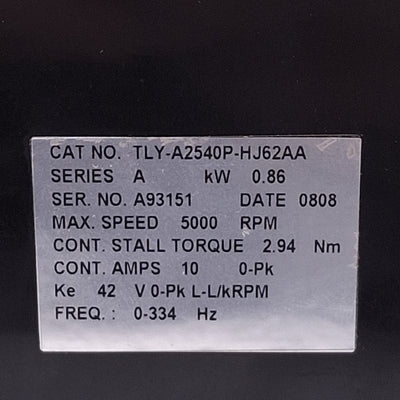 CAT NO. TLY-A2540P-HJ62AA
SERIES A kW 0.86
SER. NO. A93151 DATE 0808
MAX. SPEED 5000 RPM
CONT. STALL TORQUE 2.94 Nm
CONT. AMPS 10 0-Pk
Ke 42 V 0-Pk L-L/kRPM
FREQ. : 0-334 Hz